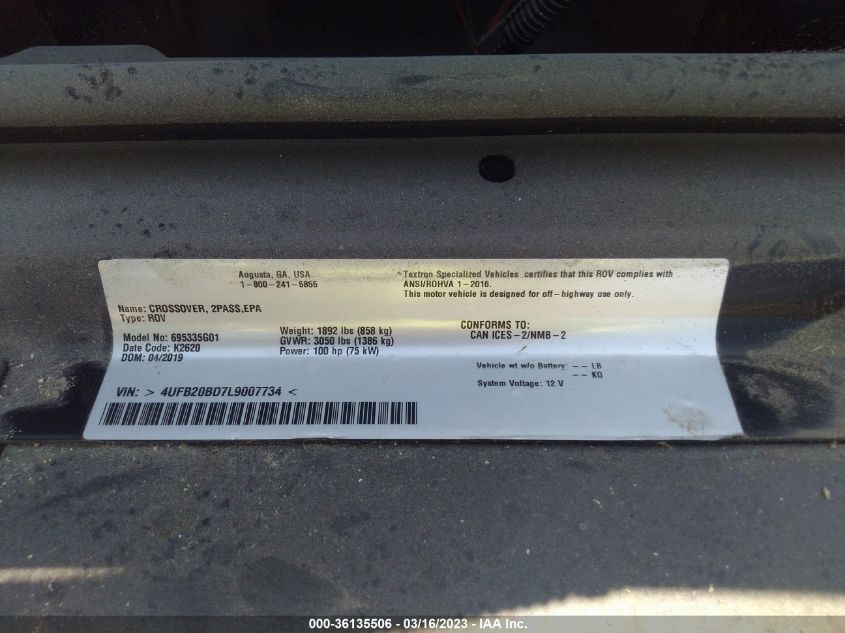 Augusta, GA, USA
1-800-241-5855
Textron Specialized Vehicles certifies that this ROV complies with
ANSI/ROHVA 1-2016.
This motor vehicle is designed for off-highway use only.
Name: CROSSOVER, 2PASS,EPA
Type: ROV
Model No: 695335G01
Date Code: K2620
DOM: 04/2019
Weight: 1892 lbs (858 kg)
GVWR: 3050 lbs (1386 kg)
Power: 100 hp (75 kW)
CONFORMS TO:
CAN ICES-2/NMB-2
Vehicle wt w/o Battery: -- LB
-- KG
System Voltage: 12 V
VIN: > 4UFB20BD7L9007734 <
000-36135506 - 03/16/2023 - IAA Inc.